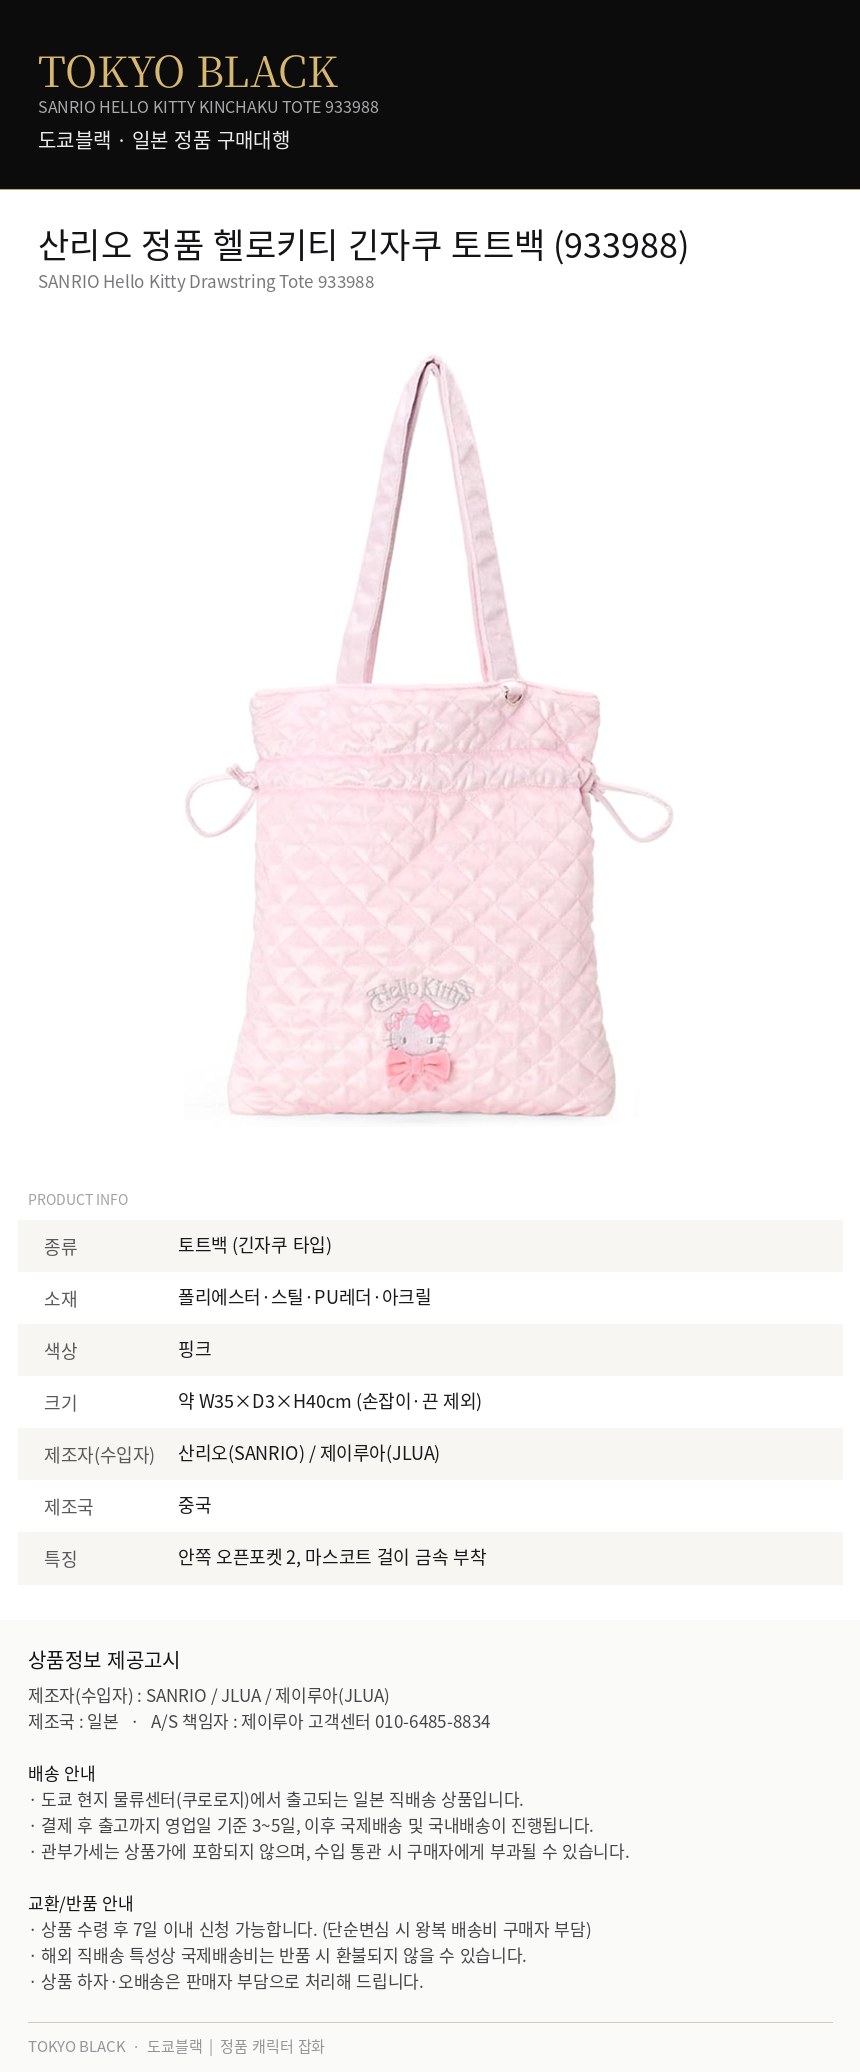 TOKYO BLACK
SANRIO HELLO KITTY KINCHAKU TOTE 933988
도쿄블랙 · 일본 정품 구매대행
산리오 정품 헬로키티 긴자쿠 토트백 (933988)
SANRIO Hello Kitty Drawstring Tote 933988
Hello Kitty
PRODUCT INFO
종류 토트백 (긴자쿠 타입)
소재 폴리에스터·스틸·PU레더·아크릴
색상 핑크
크기 약 W35×D3×H40cm (손잡이·끈 제외)
제조자(수입자) 산리오(SANRIO) / 제이루아(JLUA)
제조국 중국
특징 안쪽 오픈포켓 2, 마스코트 걸이 금속 부착
상품정보 제공고시
제조자(수입자) : SANRIO / JLUA / 제이루아(JLUA)
제조국 : 일본 · A/S 책임자 : 제이루아 고객센터 010-6485-8834
배송 안내
· 도쿄 현지 물류센터(쿠로로지)에서 출고되는 일본 직배송 상품입니다.
· 결제 후 출고까지 영업일 기준 3~5일, 이후 국제배송 및 국내배송이 진행됩니다.
· 관부가세는 상품가에 포함되지 않으며, 수입 통관 시 구매자에게 부과될 수 있습니다.
교환/반품 안내
· 상품 수령 후 7일 이내 신청 가능합니다. (단순변심 시 왕복 배송비 구매자 부담)
· 해외 직배송 특성상 국제배송비는 반품 시 환불되지 않을 수 있습니다.
· 상품 하자·오배송은 판매자 부담으로 처리해 드립니다.
TOKYO BLACK · 도쿄블랙 | 정품 캐릭터 잡화